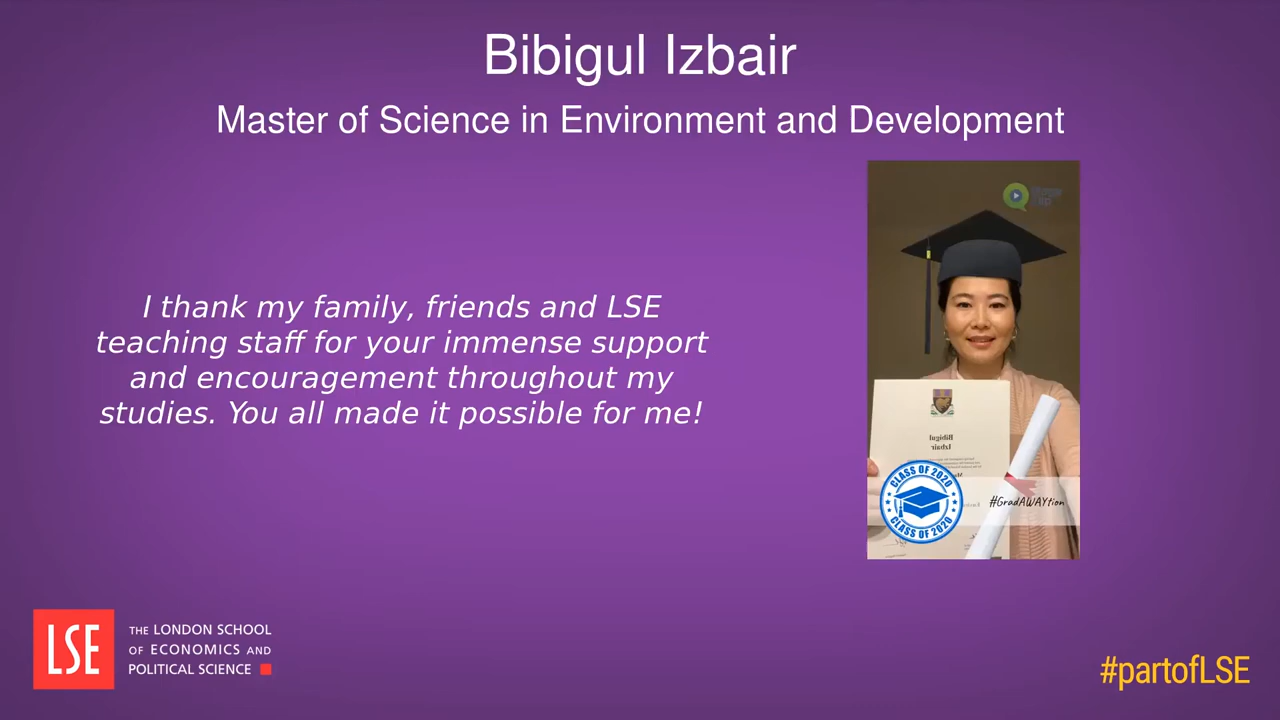 Bibigul Izbair
Master of Science in Environment and Development
I thank my family, friends and LSE
teaching staff for your immense support
and encouragement throughout my
studies. You all made it possible for me!
Bibigul
Izbair
CLASS OF 2020
CLASS OF 2020
#GradAWAYtion
LSE
THE LONDON SCHOOL
OF ECONOMICS AND
POLITICAL SCIENCE
#partofLSE